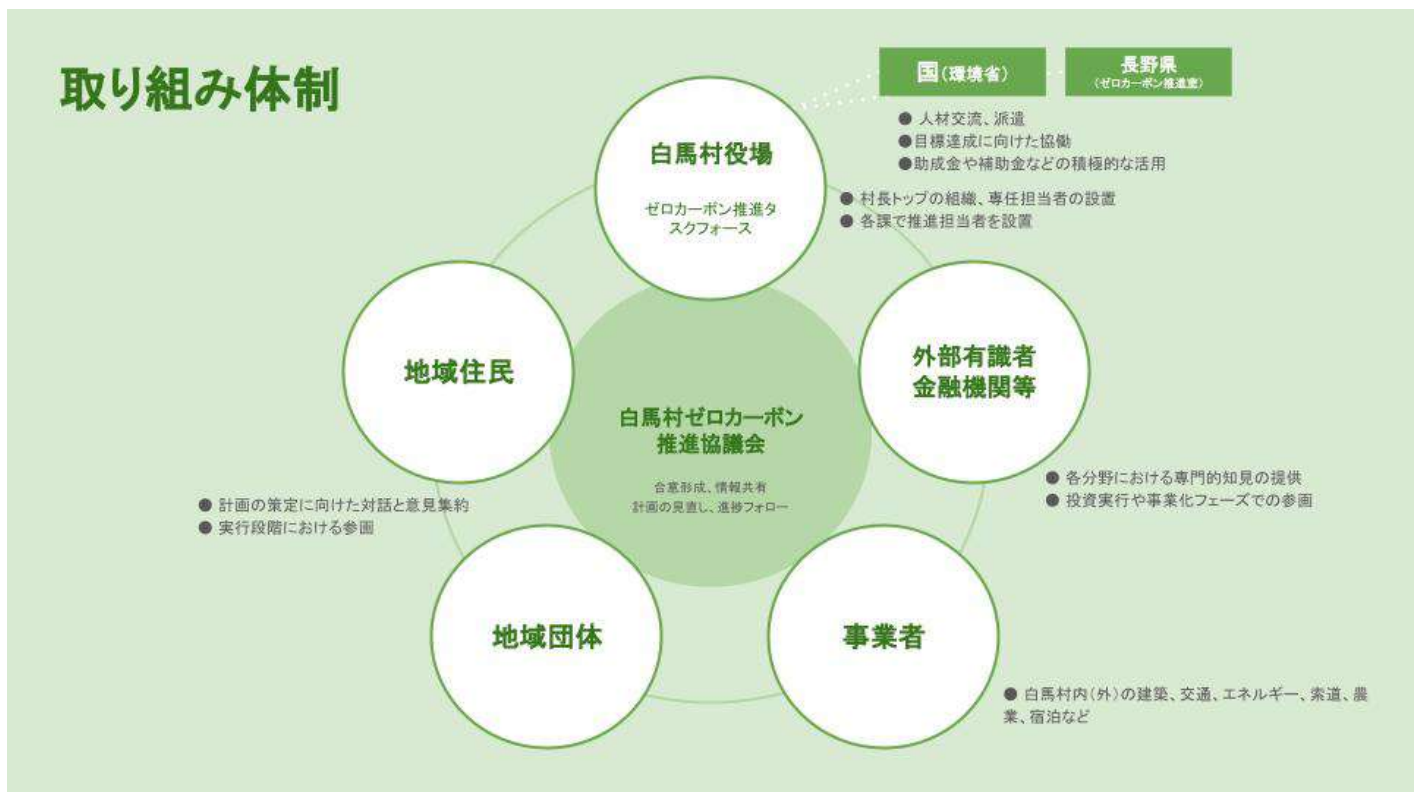 取り組み体制
国(環境省)
長野県
(ゼロカーボン推進室)
● 人材交流、派遣
●目標達成に向けた協働
●助成金や補助金などの積極的な活用
白馬村役場
ゼロカーボン推進タ
スクフォース
● 村長トップの組織、専任担当者の設置
● 各課で推進担当者を設置
地域住民
外部有識者
金融機関等
白馬村ゼロカーボン
推進協議会
合意形成、情報共有
計画の見直し、進捗フォロー
● 計画の策定に向けた対話と意見集約
● 実行段階における参画
● 各分野における専門的知見の提供
● 投資実行や事業化フェーズでの参画
地域団体
事業者
● 白馬村内(外)の建築、交通、エネルギー、索道、農
業、宿泊など